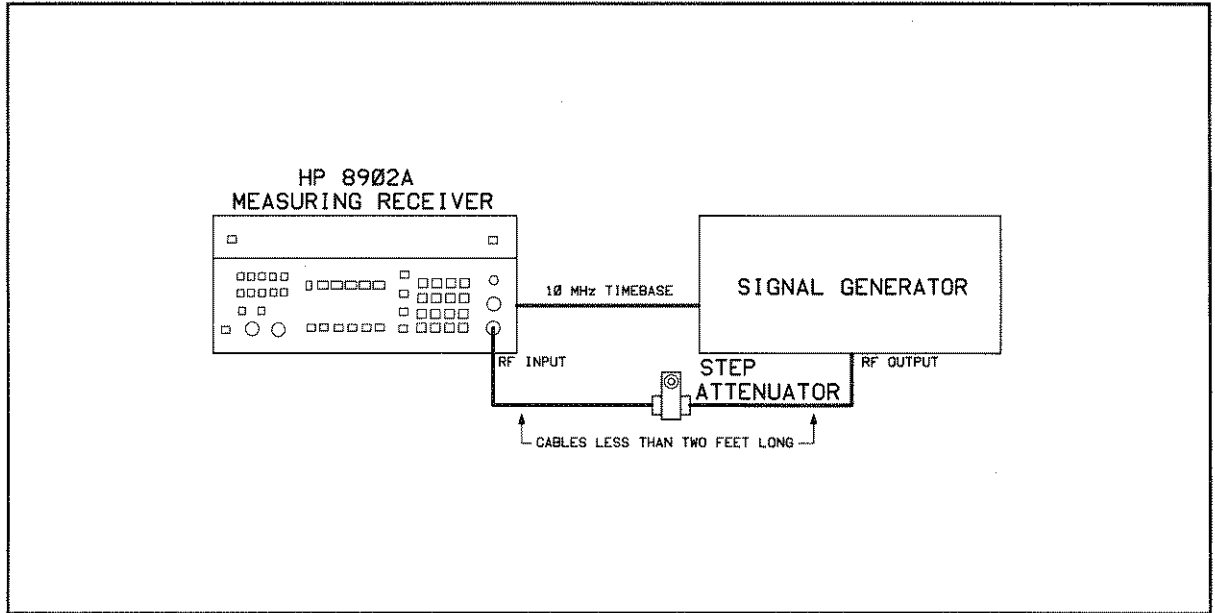 HP 8902A
MEASURING RECEIVER
10 MHz TIMEBASE
SIGNAL GENERATOR
RF INPUT
STEP
ATTENUATOR
RF OUTPUT
CABLES LESS THAN TWO FEET LONG